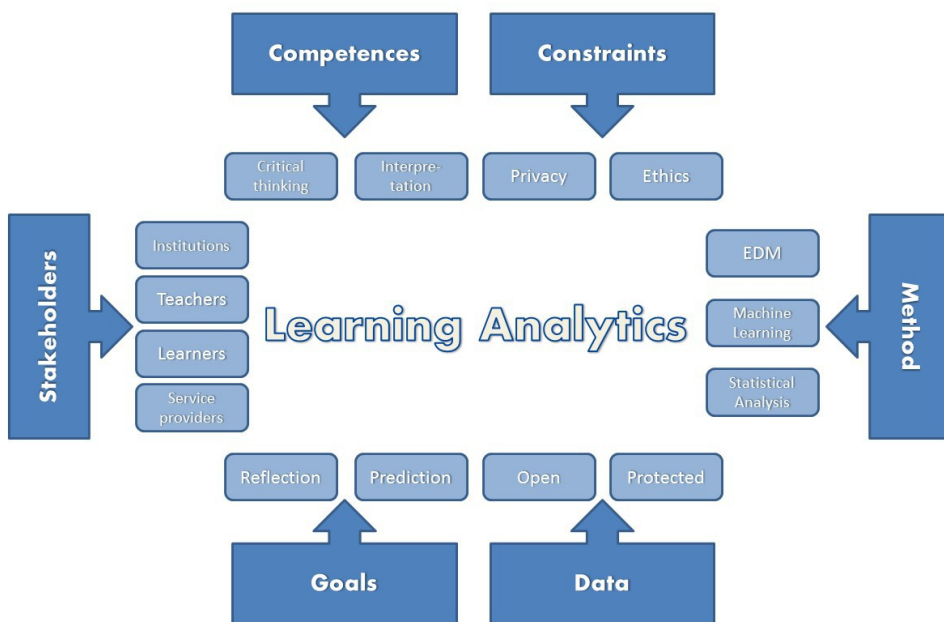 Competences
Constraints
Critical
thinking
Interpre-
tation
Privacy
Ethics
Stakeholders
Institutions
Teachers
Learners
Service
providers
Learning Analytics
EDM
Machine
Learning
Statistical
Analysis
Method
Reflection
Prediction
Open
Protected
Goals
Data